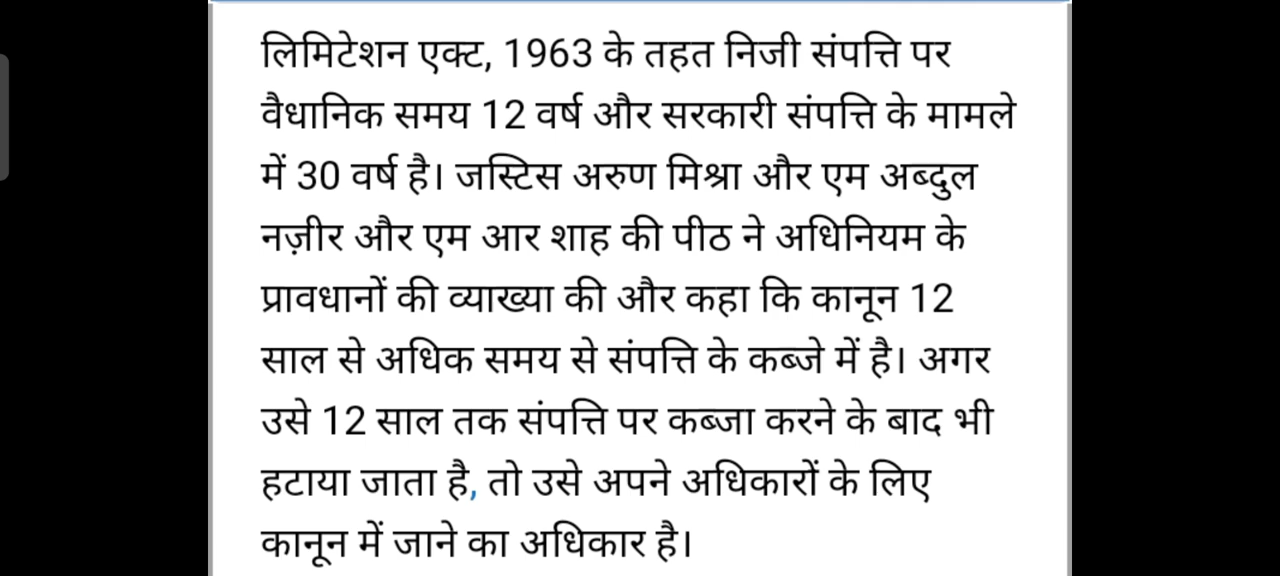 लिमिटेशन एक्ट, 1963 के तहत निजी संपत्ति पर
वैधानिक समय 12 वर्ष और सरकारी संपत्ति के मामले
में 30 वर्ष है। जस्टिस अरुण मिश्रा और एम अब्दुल
नज़ीर और एम आर शाह की पीठ ने अधिनियम के
प्रावधानों की व्याख्या की और कहा कि कानून 12
साल से अधिक समय से संपत्ति के कब्जे में है। अगर
उसे 12 साल तक संपत्ति पर कब्जा करने के बाद भी
हटाया जाता है, तो उसे अपने अधिकारों के लिए
कानून में जाने का अधिकार है।